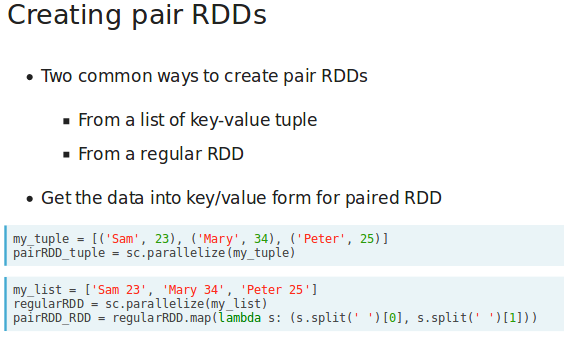 Creating pair RDDs
• Two common ways to create pair RDDs
▪ From a list of key-value tuple
▪ From a regular RDD
• Get the data into key/value form for paired RDD
my_tuple = [('Sam', 23), ('Mary', 34), ('Peter', 25)]
pairRDD_tuple = sc.parallelize(my_tuple)
my_list = ['Sam 23', 'Mary 34', 'Peter 25']
regularRDD = sc.parallelize(my_list)
pairRDD_RDD = regularRDD.map(lambda s: (s.split(' ')[0], s.split(' ')[1]))